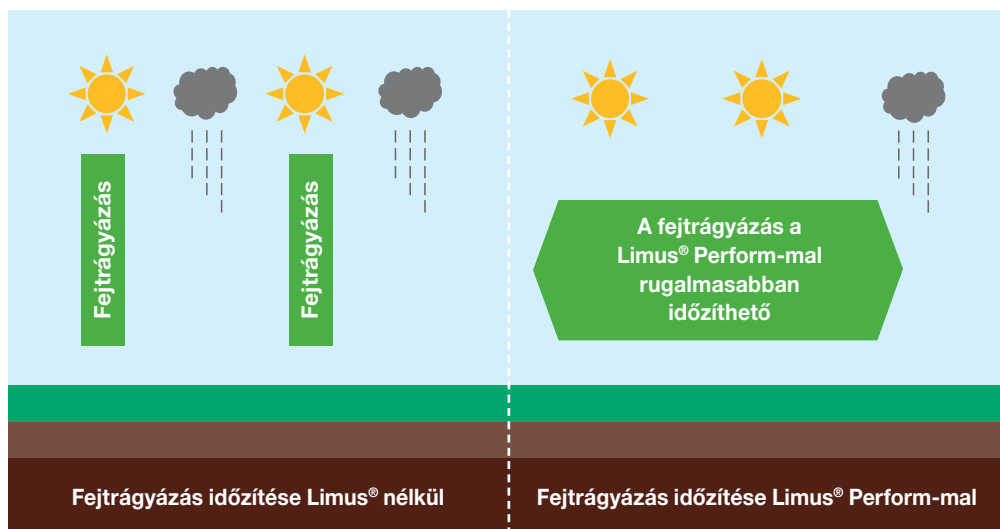 Fejtrágyázás
Fejtrágyázás
A fejtrágyázás a
Limus® Perform-mal
rugalmasabban
időzíthető
Fejtrágyázás időzítése Limus® nélkül
Fejtrágyázás időzítése Limus® Perform-mal